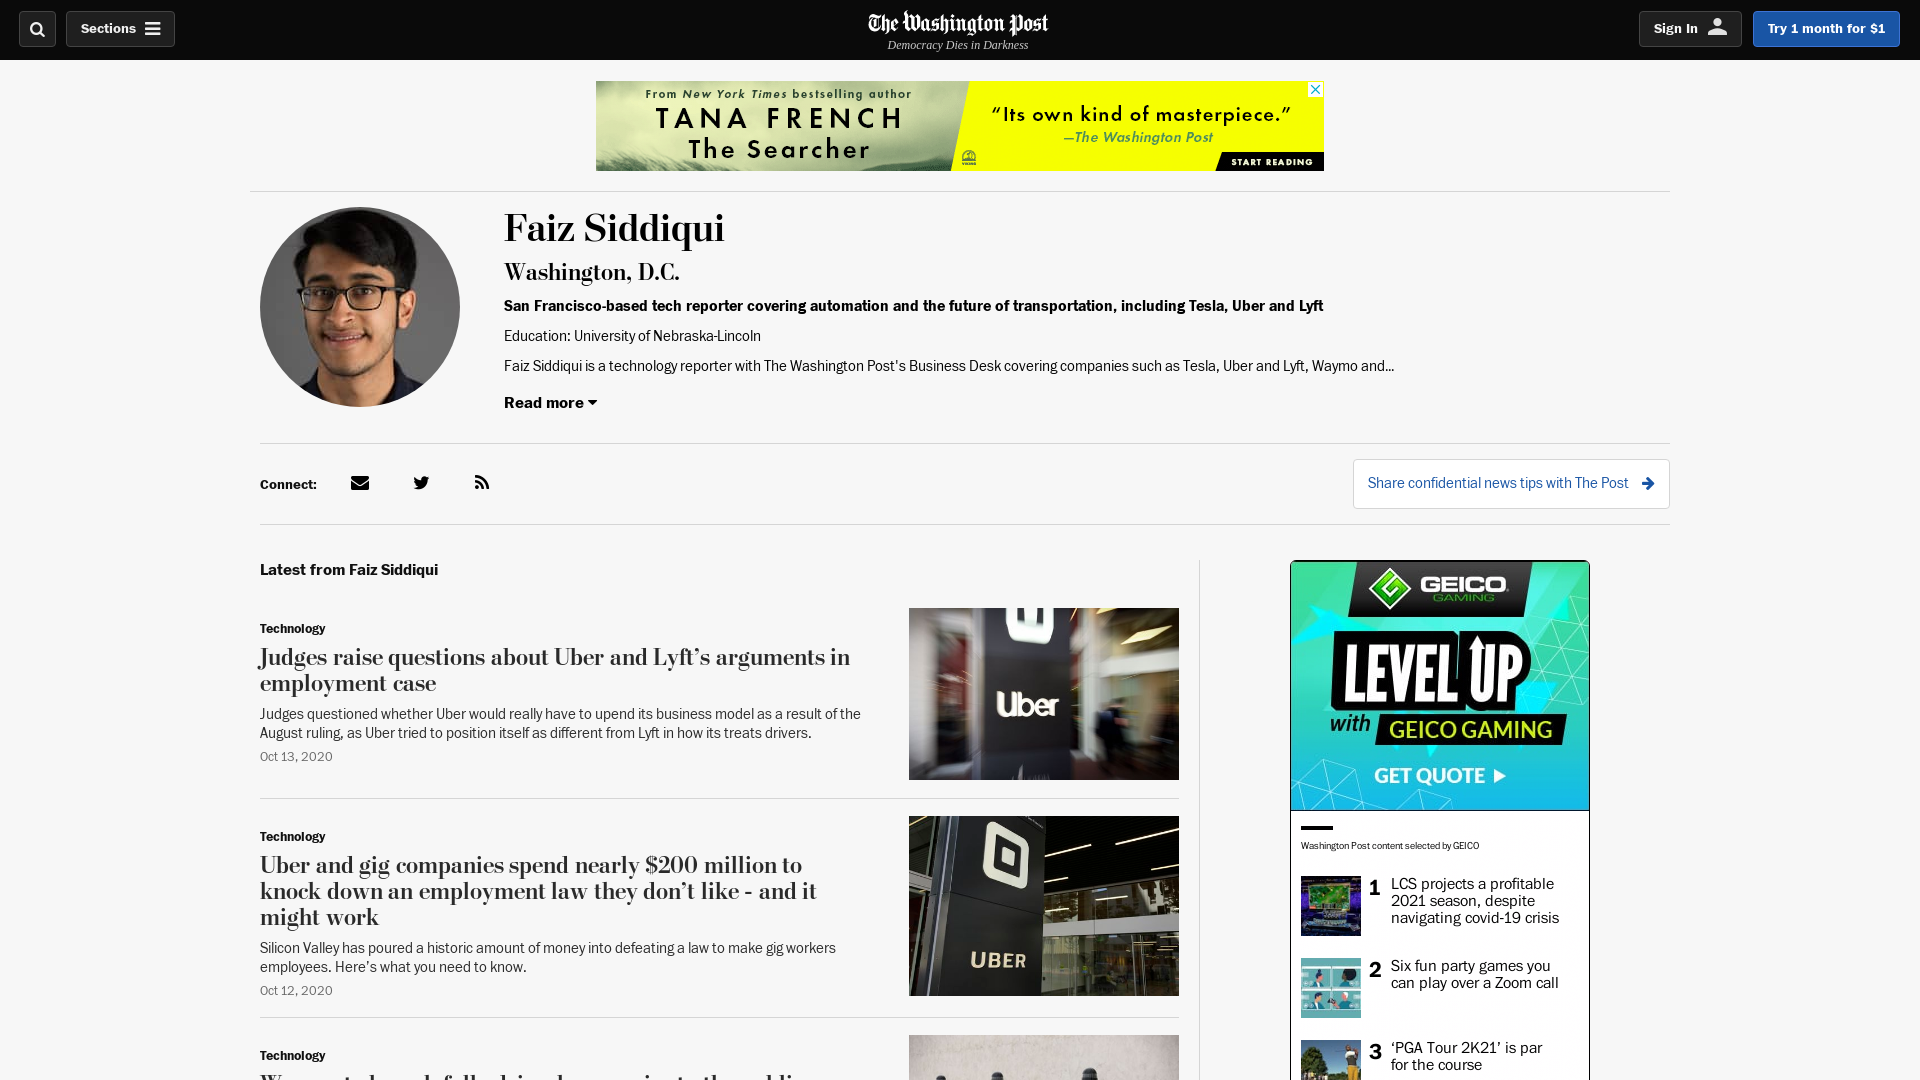 Sections
The Washington Post
Democracy Dies in Darkness
Sign In
Try 1 month for $1
From New York Times bestselling author
TANA FRENCH
The Searcher
“Its own kind of masterpiece.”
—The Washington Post
START READING
Faiz Siddiqui
Washington, D.C.
San Francisco-based tech reporter covering automation and the future of transportation, including Tesla, Uber and Lyft
Education: University of Nebraska-Lincoln
Faiz Siddiqui is a technology reporter with The Washington Post's Business Desk covering companies such as Tesla, Uber and Lyft, Waymo and...
Read more
Connect:
Share confidential news tips with The Post
Latest from Faiz Siddiqui
Technology
Judges raise questions about Uber and Lyft’s arguments in
employment case
Judges questioned whether Uber would really have to upend its business model as a result of the
August ruling, as Uber tried to position itself as different from Lyft in how its treats drivers.
Oct 13, 2020
Uber
Technology
Uber and gig companies spend nearly $200 million to
knock down an employment law they don’t like - and it
might work
Silicon Valley has poured a historic amount of money into defeating a law to make gig workers
employees. Here’s what you need to know.
Oct 12, 2020
UBER
Technology
GEICO
GAMING
LEVEL UP
with GEICO GAMING
GET QUOTE
Washington Post content selected by GEICO
1 LCS projects a profitable
2021 season, despite
navigating covid-19 crisis
2 Six fun party games you
can play over a Zoom call
3 ‘PGA Tour 2K21’ is par
for the course